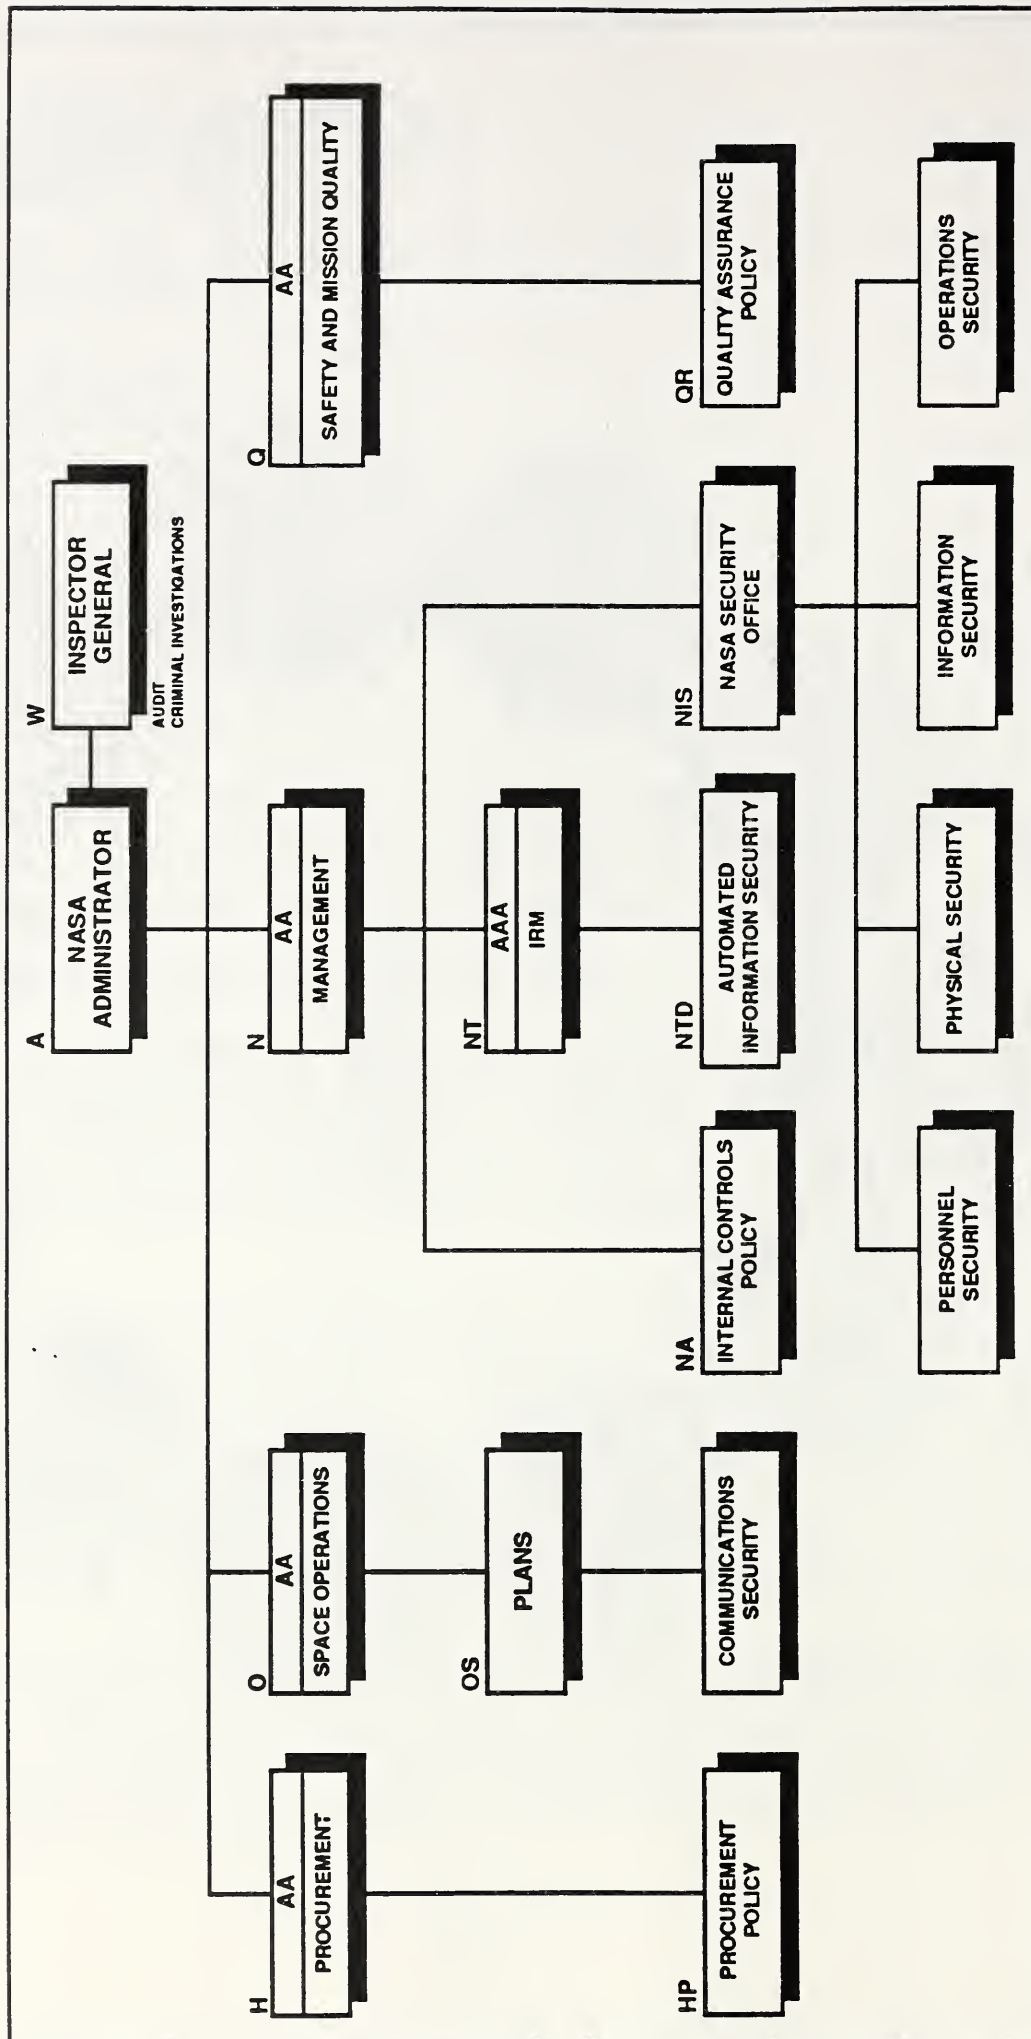 A
NASA
ADMINISTRATOR
W
INSPECTOR
GENERAL
AUDIT
CRIMINAL INVESTIGATIONS
H
AA
PROCUREMENT
O
AA
SPACE OPERATIONS
N
AA
MANAGEMENT
Q
AA
SAFETY AND MISSION QUALITY
OS
PLANS
NT
AAA
IRM
HP
PROCUREMENT
POLICY
COMMUNICATIONS
SECURITY
NA
INTERNAL CONTROLS
POLICY
NTD
AUTOMATED
INFORMATION SECURITY
NIS
NASA SECURITY
OFFICE
QR
QUALITY ASSURANCE
POLICY
PERSONNEL
SECURITY
PHYSICAL SECURITY
INFORMATION
SECURITY
OPERATIONS
SECURITY